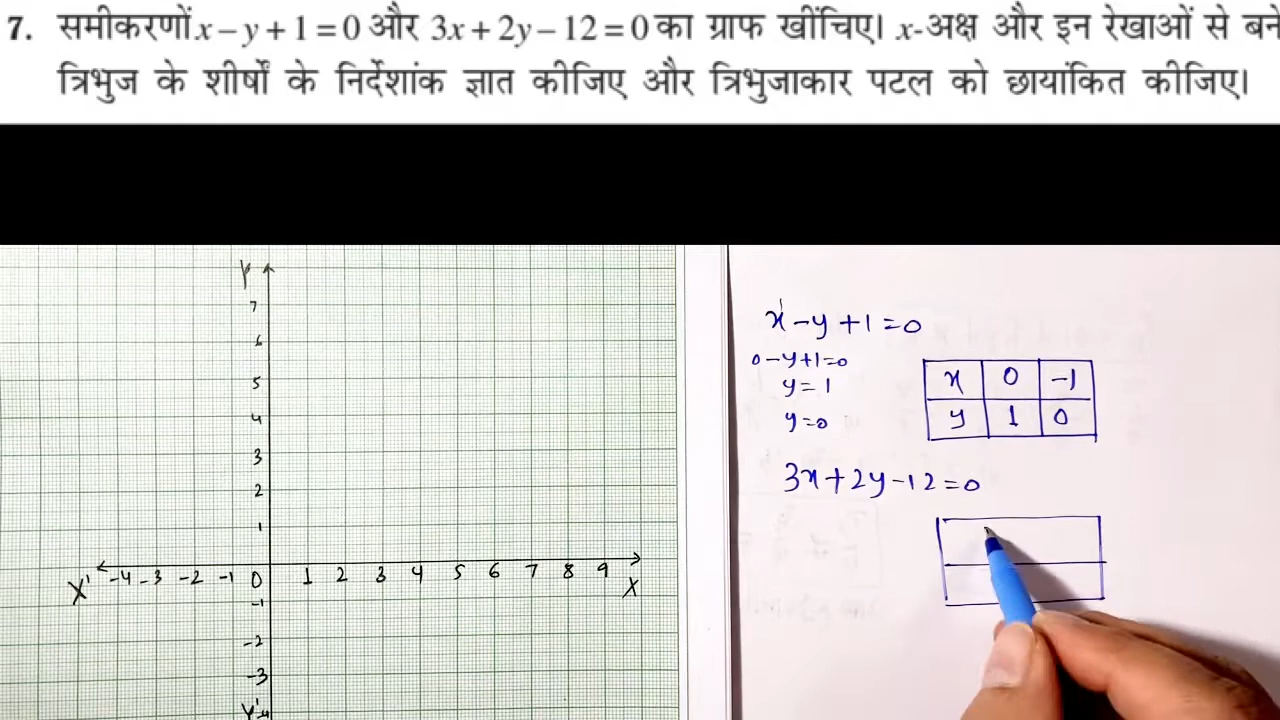 7. समीकरणों x – y + 1 = 0 और 3x + 2y – 12 = 0 का ग्राफ खींचिए। x-अक्ष और इन रेखाओं से बने
त्रिभुज के शीर्षों के निर्देशांक ज्ञात कीजिए और त्रिभुजाकार पटल को छायांकित कीजिए।
Y
7
6
5
4
3
2
1
X' -4 -3 -2 -1 0 1 2 3 4 5 6 7 8 9 X
-1
-2
-3
Y'
x - y + 1 = 0
0 - y + 1 = 0
y = 1
y = 0
x 0 -1
y 1 0
3x + 2y - 12 = 0